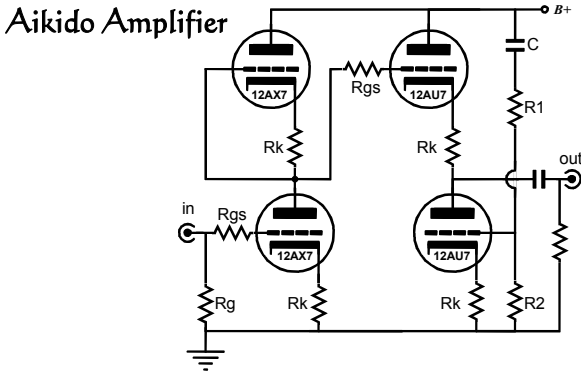 Aikido Amplifier
B+
C
12AX7
Rgs
12AU7
R1
Rk
Rk
out
in
Rgs
12AX7
12AU7
Rg
Rk
Rk
R2